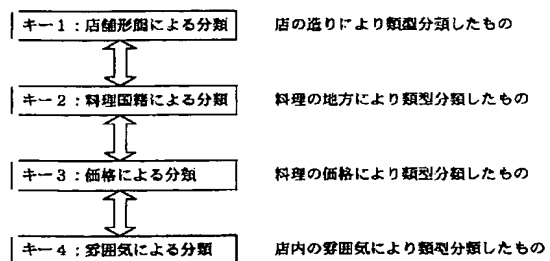 キー1：店舗形態による分類　店の造りにより類型分類したもの
キー2：料理国籍による分類　料理の地方により類型分類したもの
キー3：価格による分類　料理の価格により類型分類したもの
キー4：雰囲気による分類　店内の雰囲気により類型分類したもの